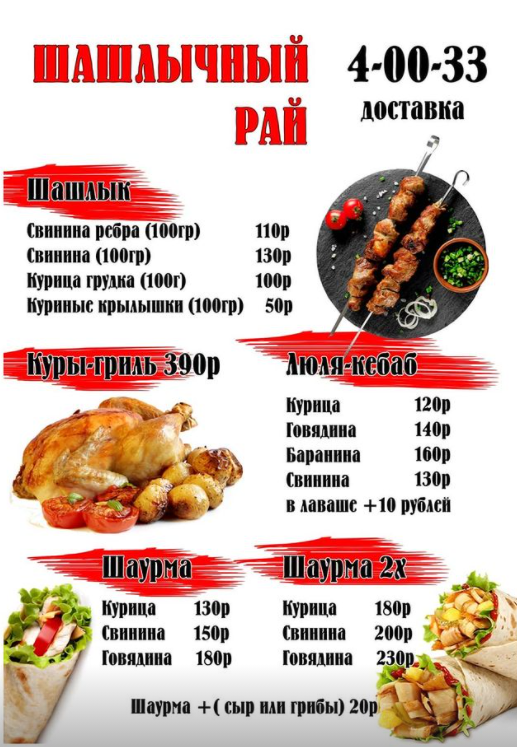 ШАШЛЫЧНЫЙ
РАЙ
4-00-33
доставка
Шашлык
Свинина ребра (100гр) 110р
Свинина (100гр) 130р
Курица грудка (100г) 100р
Куриные крылышки (100гр) 50р
Куры-гриль 390р
Люля-кебаб
Курица 120р
Говядина 140р
Баранина 160р
Свинина 130р
в лаваше +10 рублей
Шаурма
Курица 130р
Свинина 150р
Говядина 180р
Шаурма 2х
Курица 180р
Свинина 200р
Говядина 230р
Шаурма +( сыр или грибы) 20р